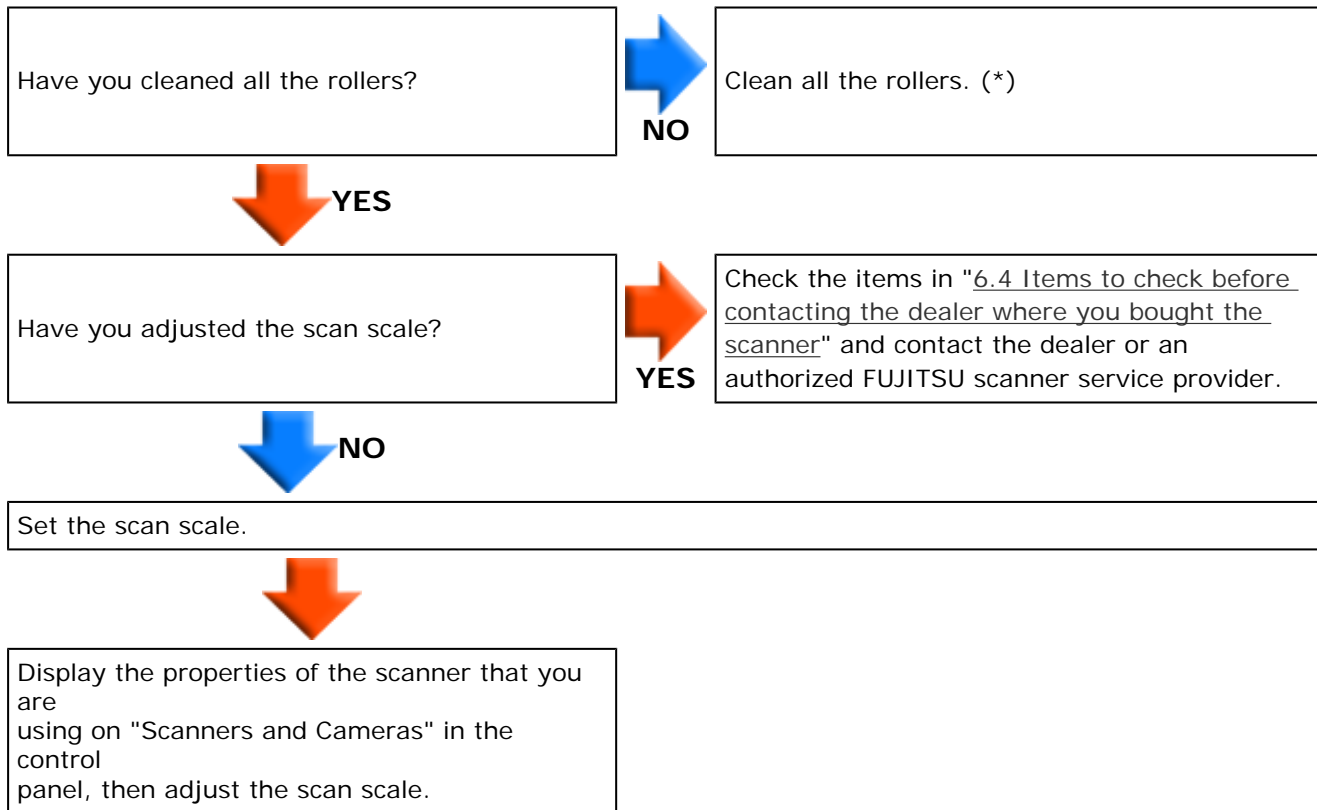 Have you cleaned all the rollers?
Clean all the rollers. (*)
NO
YES
Have you adjusted the scan scale?
Check the items in "6.4 Items to check before
contacting the dealer where you bought the
scanner" and contact the dealer or an
authorized FUJITSU scanner service provider.
YES
NO
Set the scan scale.
Display the properties of the scanner that you
are
using on "Scanners and Cameras" in the
control
panel, then adjust the scan scale.